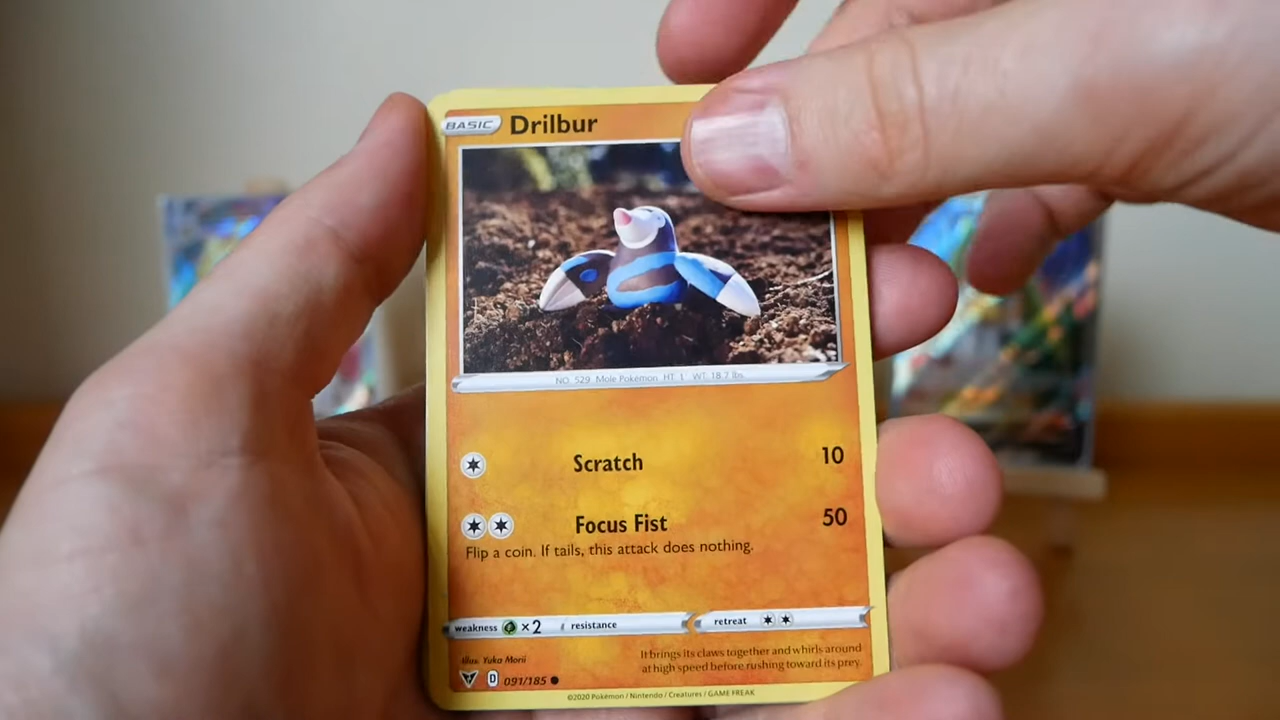 BASIC Drilbur
NO. 529 Mole Pokémon HT. 1 WT. 18.7 lbs.
Scratch 10
Focus Fist 50
Flip a coin. If tails, this attack does nothing.
weakness ×2 resistance retreat
Illus. Yuka Morii
It brings its claws together and whirls around
at high speed before rushing toward its prey.
D 091/185
©2020 Pokémon / Nintendo / Creatures / GAME FREAK